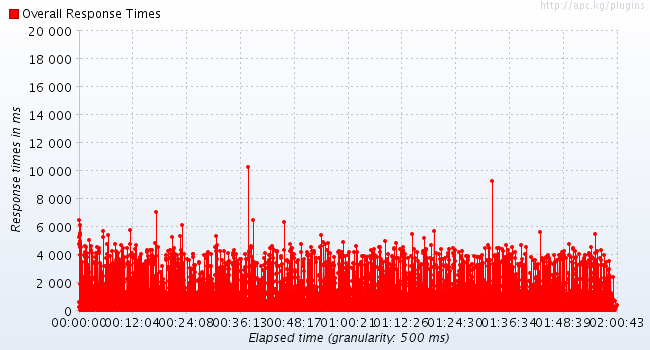 http://apc.kg/plugins
Overall Response Times
20 000
18 000
16 000
14 000
12 000
10 000
8 000
6 000
4 000
2 000
0
Response times in ms
00:00:00 00:12:04 00:24:08 00:36:13 00:48:17 01:00:21 01:12:26 01:24:30 01:36:34 01:48:39 02:00:43
Elapsed time (granularity: 500 ms)